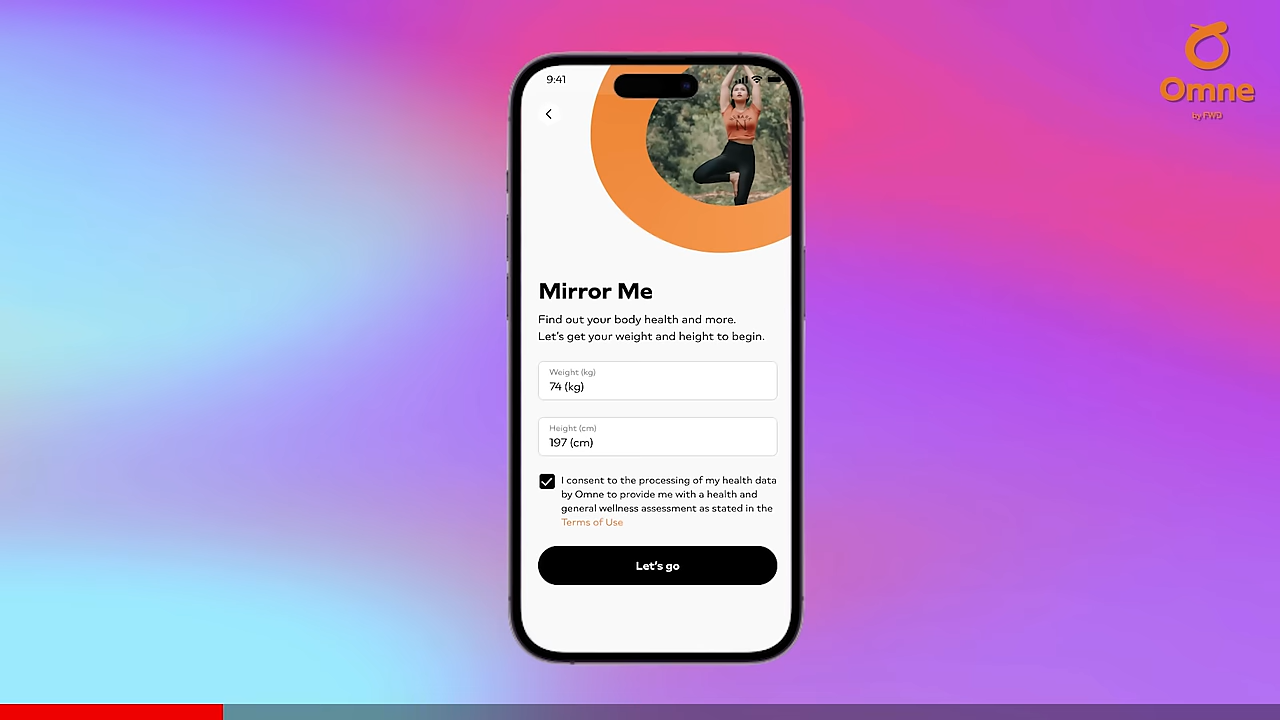 9:41
Omne
by FWD
Mirror Me
Find out your body health and more.
Let's get your weight and height to begin.
Weight (kg)
74 (kg)
Height (cm)
197 (cm)
I consent to the processing of my health data
by Omne to provide me with a health and
general wellness assessment as stated in the
Terms of Use
Let's go